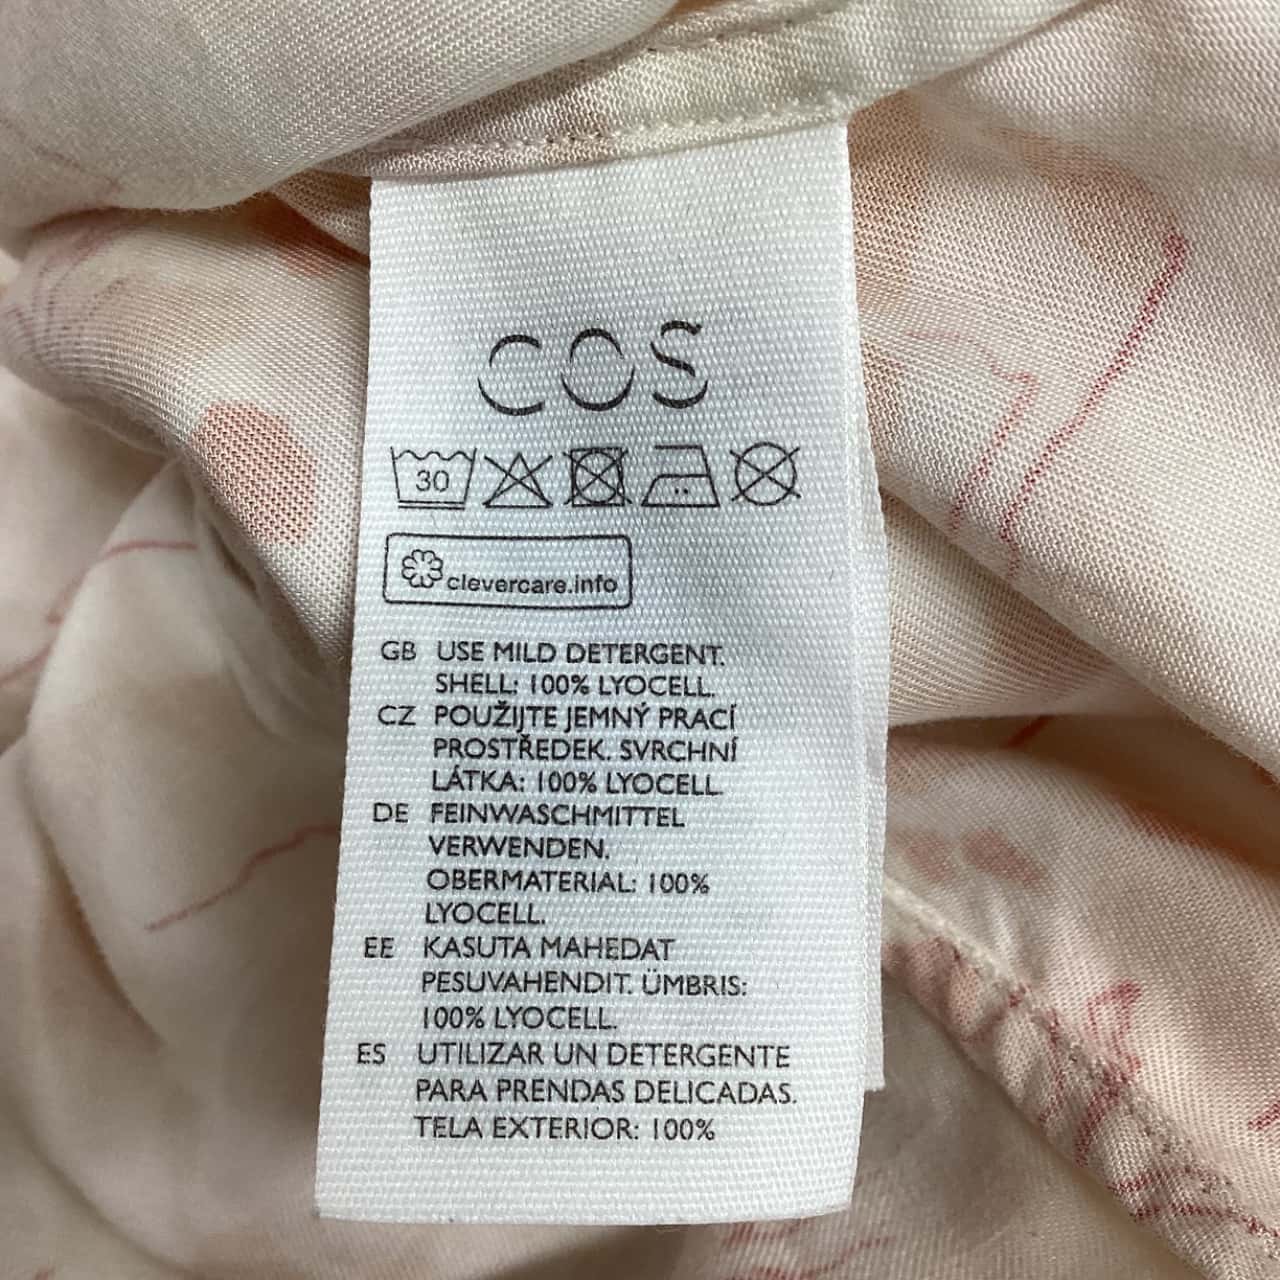 COS
30
clevercare.info
GB USE MILD DETERGENT.
SHELL: 100% LYOCELL.
CZ POUŽIJTE JEMNÝ PRACÍ
PROSTŘEDEK. SVRCHNÍ
LÁTKA: 100% LYOCELL.
DE FEINWASCHMITTEL
VERWENDEN.
OBERMATERIAL: 100%
LYOCELL.
EE KASUTA MAHEDAT
PESUVAHENDIT. ÜMBRIS:
100% LYOCELL.
ES UTILIZAR UN DETERGENTE
PARA PRENDAS DELICADAS.
TELA EXTERIOR: 100%